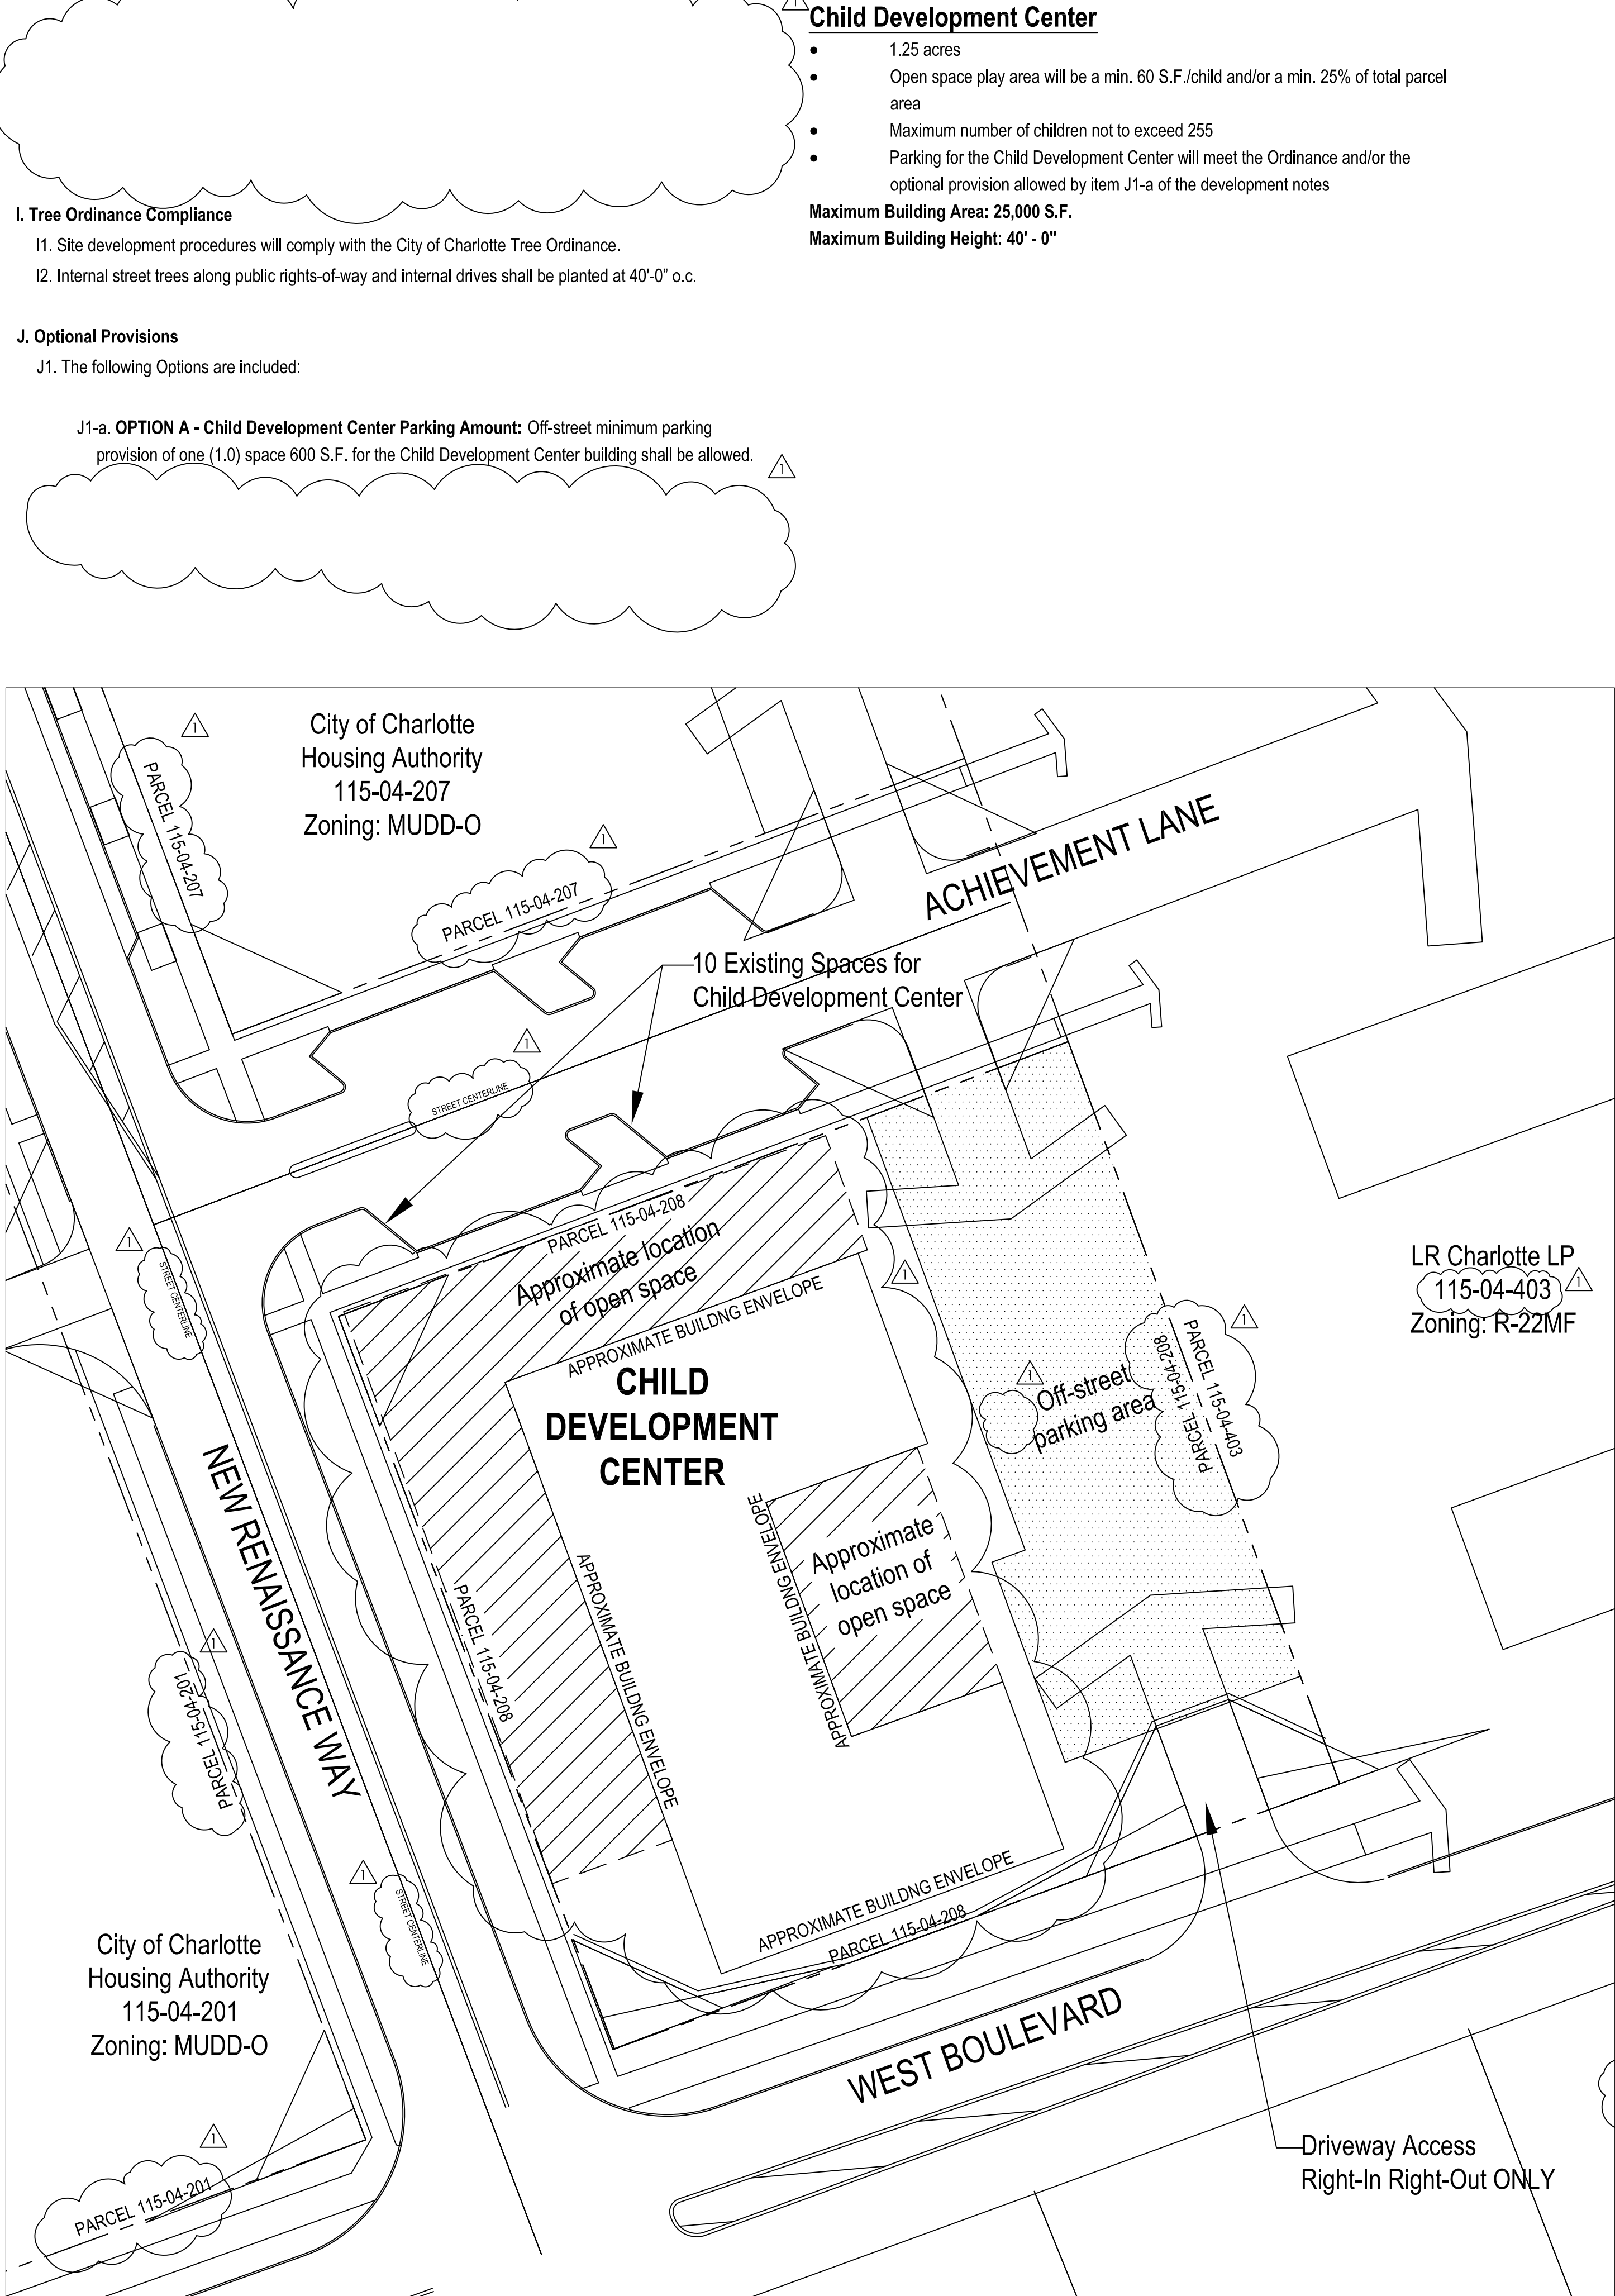 Child Development Center
• 1.25 acres
• Open space play area will be a min. 60 S.F./child and/or a min. 25% of total parcel
area
• Maximum number of children not to exceed 255
• Parking for the Child Development Center will meet the Ordinance and/or the
optional provision allowed by item J1-a of the development notes
Maximum Building Area: 25,000 S.F.
Maximum Building Height: 40' - 0"
1
I. Tree Ordinance Compliance
I1. Site development procedures will comply with the City of Charlotte Tree Ordinance.
I2. Internal street trees along public rights-of-way and internal drives shall be planted at 40'-0” o.c.
J. Optional Provisions
J1. The following Options are included:
J1-a. OPTION A - Child Development Center Parking Amount: Off-street minimum parking
provision of one (1.0) space 600 S.F. for the Child Development Center building shall be allowed.
1
City of Charlotte
Housing Authority
115-04-207
Zoning: MUDD-O
1
PARCEL 115-04-207
1
PARCEL 115-04-207
ACHIEVEMENT LANE
10 Existing Spaces for
Child Development Center
1
STREET CENTERLINE
PARCEL 115-04-208
Approximate location
of open space
APPROXIMATE BUILDNG ENVELOPE
1
1
STREET CENTERLINE
CHILD
DEVELOPMENT
CENTER
LR Charlotte LP
115-04-403
1
Zoning: R-22MF
1
PARCEL 115-04-208
PARCEL 115-04-403
1
Off-street
parking area
NEW RENAISSANCE WAY
APPROXIMATE BUILDNG ENVELOPE
Approximate
location of
open space
APPROXIMATE BUILDNG ENVELOPE
PARCEL 115-04-208
1
PARCEL 115-04-201
1
STREET CENTERLINE
APPROXIMATE BUILDNG ENVELOPE
PARCEL 115-04-208
City of Charlotte
Housing Authority
115-04-201
Zoning: MUDD-O
WEST BOULEVARD
1
PARCEL 115-04-201
Driveway Access
Right-In Right-Out ONLY